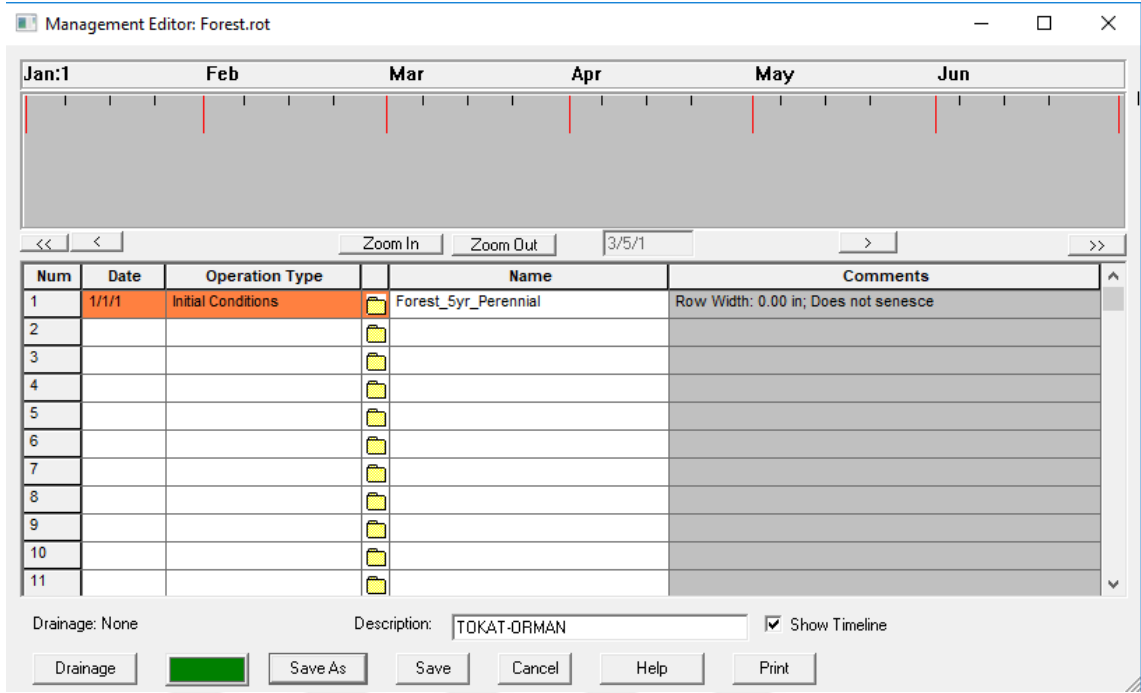 Management Editor: Forest.rot
Jan:1 Feb Mar Apr May Jun
<< < Zoom In Zoom Out 3/5/1 > >>
Num Date Operation Type Name Comments
1 1/1/1 Initial Conditions Forest_5yr_Perennial Row Width: 0.00 in; Does not senesce
2
3
4
5
6
7
8
9
10
11
Drainage: None Description: TOKAT-ORMAN Show Timeline
Drainage Save As Save Cancel Help Print